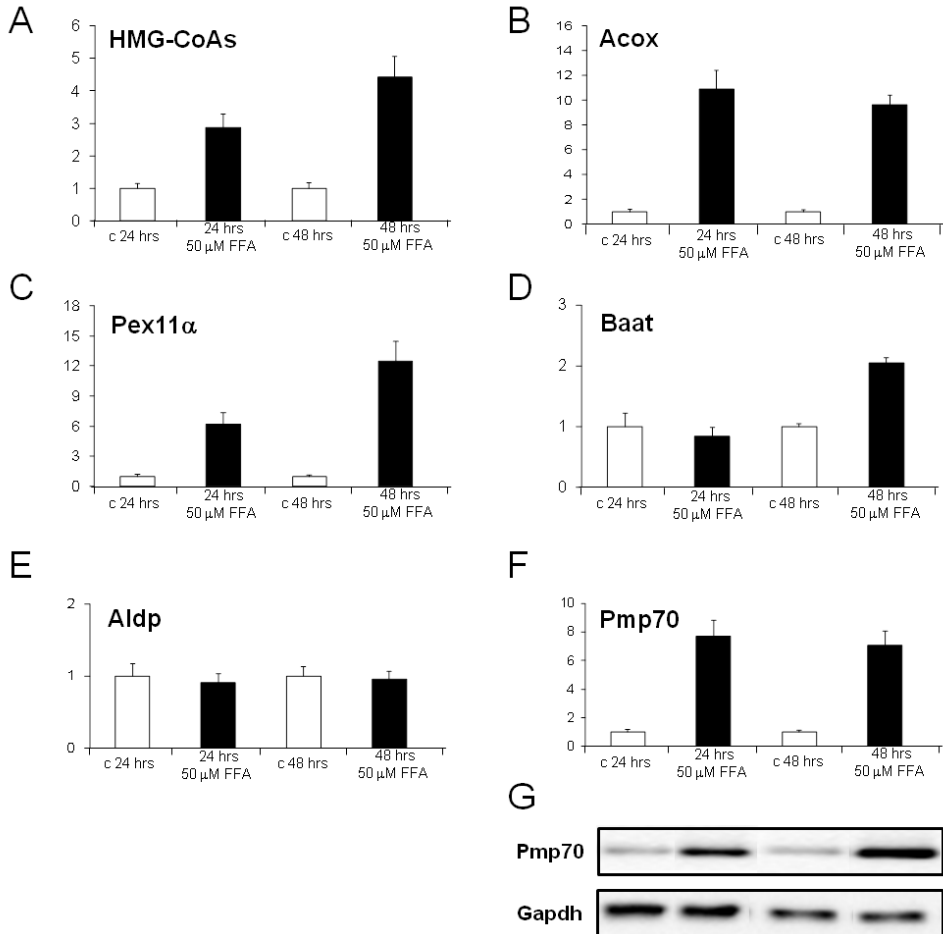 A
HMG-CoAs
6
5
4
3
2
1
0
c 24 hrs
24 hrs
50 μM FFA
c 48 hrs
48 hrs
50 μM FFA
B
Acox
16
14
12
10
8
6
4
2
0
c 24 hrs
24 hrs
50 μM FFA
c 48 hrs
48 hrs
50 μM FFA
C
Pex11α
18
15
12
9
6
3
0
c 24 hrs
24 hrs
50 μM FFA
c 48 hrs
48 hrs
50 μM FFA
D
Baat
3
2
1
0
c 24 hrs
24 hrs
50 μM FFA
c 48 hrs
48 hrs
50 μM FFA
E
Aldp
2
1
0
c 24 hrs
24 hrs
50 μM FFA
c 48 hrs
48 hrs
50 μM FFA
F
Pmp70
10
8
6
4
2
0
c 24 hrs
24 hrs
50 μM FFA
c 48 hrs
48 hrs
50 μM FFA
G
Pmp70
Gapdh